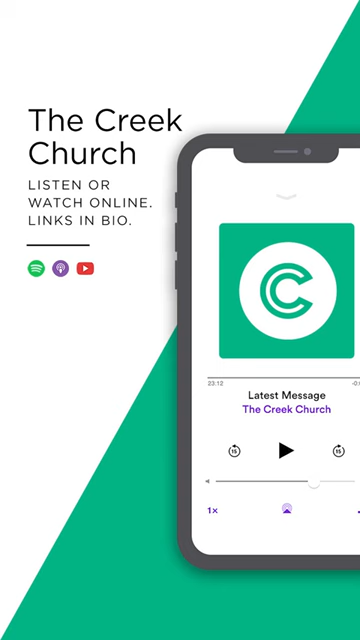 The Creek
Church
LISTEN OR
WATCH ONLINE.
LINKS IN BIO.
23:12
Latest Message
The Creek Church
15
15
1×